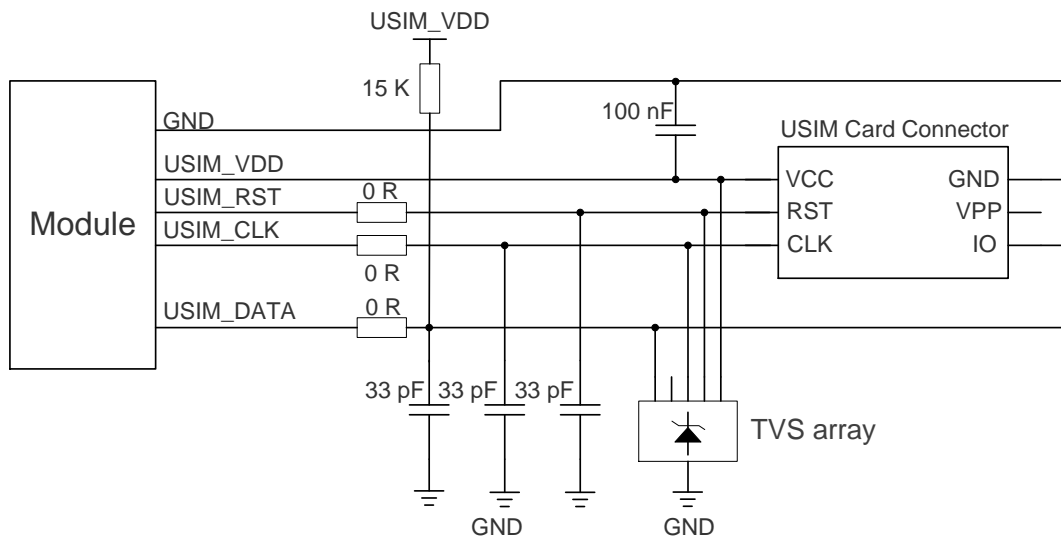 USIM_VDD
15 K
100 nF
GND
USIM Card Connector
USIM_VDD
VCC
GND
0 R
USIM_RST
RST
VPP
Module
USIM_CLK
CLK
IO
0 R
0 R
USIM_DATA
33 pF
33 pF
33 pF
TVS array
GND
GND